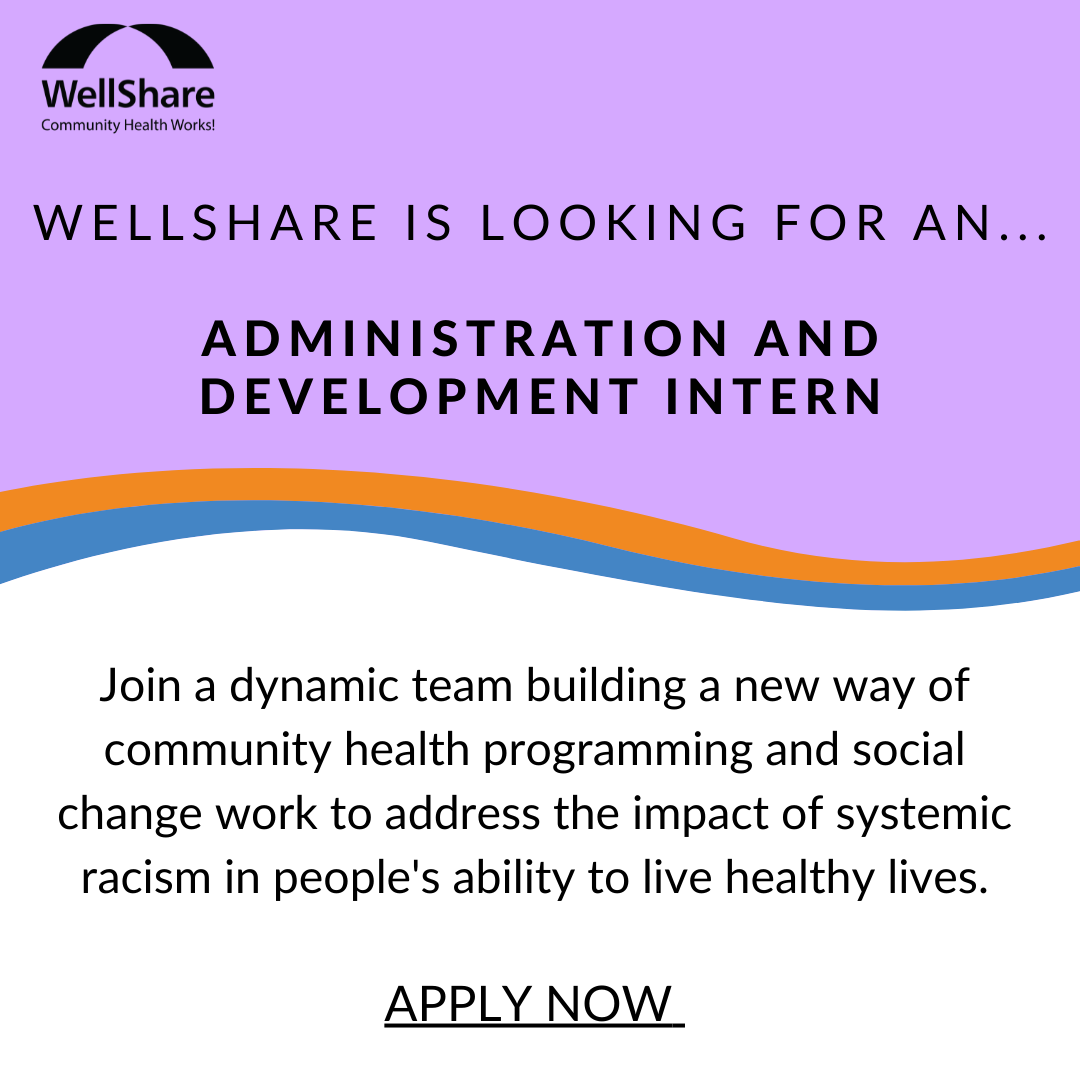 WellShare
Community Health Works!
WELLSHARE IS LOOKING FOR AN...
ADMINISTRATION AND
DEVELOPMENT INTERN
Join a dynamic team building a new way of
community health programming and social
change work to address the impact of systemic
racism in people's ability to live healthy lives.
APPLY NOW